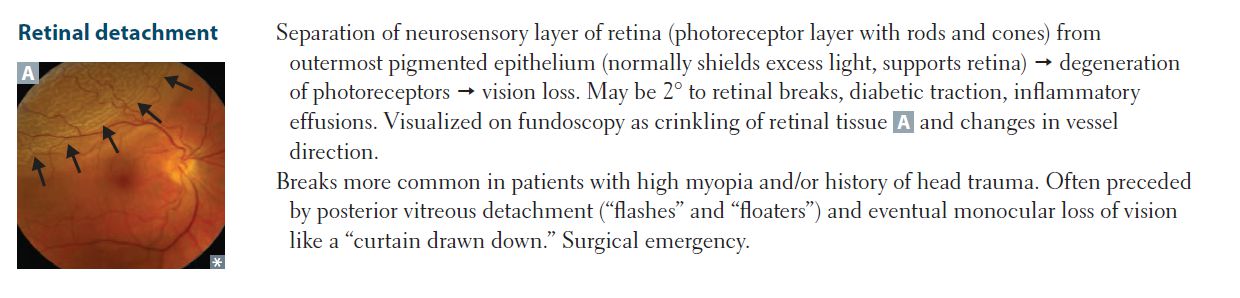 Retinal detachment
A
*
Separation of neurosensory layer of retina (photoreceptor layer with rods and cones) from
outermost pigmented epithelium (normally shields excess light, supports retina) → degeneration
of photoreceptors → vision loss. May be 2° to retinal breaks, diabetic traction, inflammatory
effusions. Visualized on fundoscopy as crinkling of retinal tissue A and changes in vessel
direction.
Breaks more common in patients with high myopia and/or history of head trauma. Often preceded
by posterior vitreous detachment (“flashes” and “floaters”) and eventual monocular loss of vision
like a “curtain drawn down.” Surgical emergency.